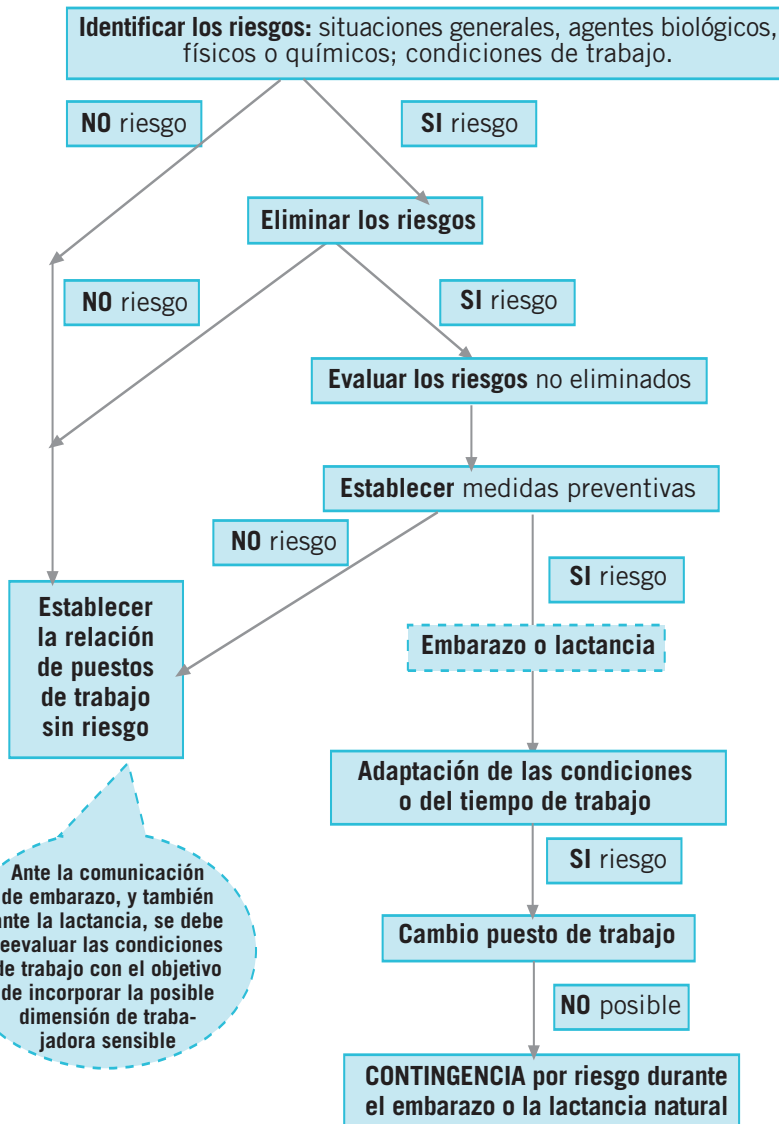 Identificar los riesgos: situaciones generales, agentes biológicos,
físicos o químicos; condiciones de trabajo.
NO riesgo
SI riesgo
Eliminar los riesgos
NO riesgo
SI riesgo
Evaluar los riesgos no eliminados
Establecer medidas preventivas
NO riesgo
SI riesgo
Establecer
la relación
de puestos
de trabajo
sin riesgo
Embarazo o lactancia
Adaptación de las condiciones
o del tiempo de trabajo
SI riesgo
Ante la comunicación
de embarazo, y también
ante la lactancia, se debe
reevaluar las condiciones
de trabajo con el objetivo
de incorporar la posible
dimensión de traba-
jadora sensible
Cambio puesto de trabajo
NO posible
CONTINGENCIA por riesgo durante
el embarazo o la lactancia natural